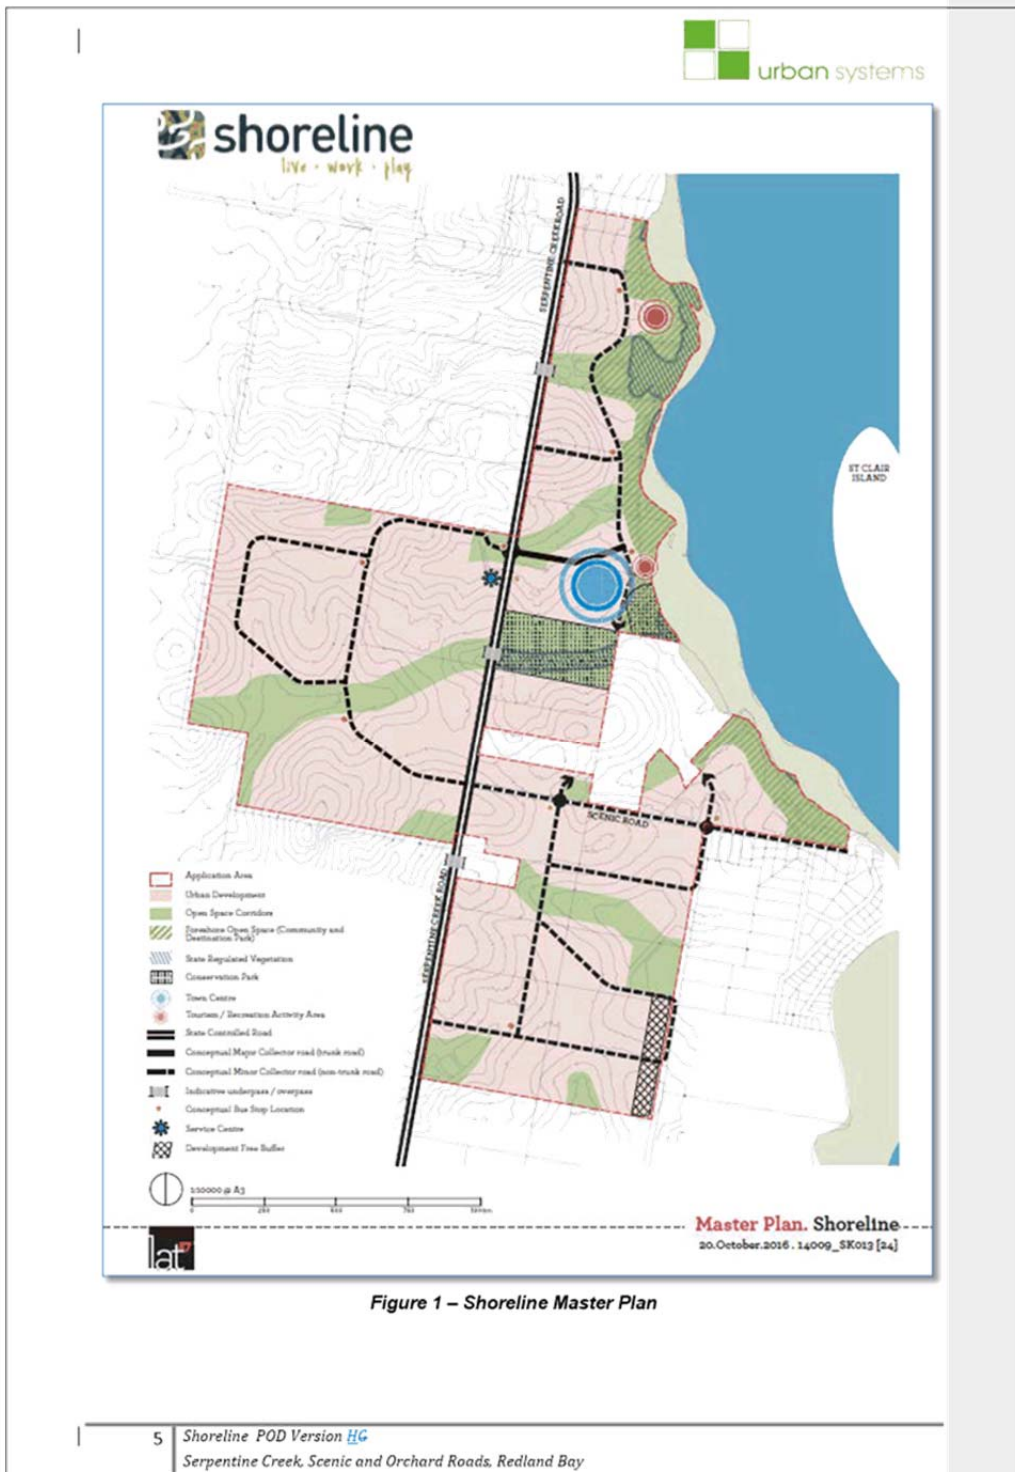 urban systems
shoreline
live · work · play
SERPENTINE CREEK ROAD
ST CLAIR
ISLAND
SCENIC ROAD
SERPENTINE CREEK ROAD
Application Area
Urban Development
Open Space Corridors
Foreshore Open Space (Community and
Destination Park)
State Regulated Vegetation
Conservation Park
Town Centre
Tourism / Recreation Activity Area
State Controlled Road
Conceptual Major Collector road (trunk road)
Conceptual Minor Collector road (non-trunk road)
Indicative underpass / overpass
Conceptual Bus Stop Location
Service Centre
Development Free Buffer
1:10000 @ A3
0
lat
Master Plan. Shoreline
20.October.2016 . 14009_SK013 [24]
Figure 1 – Shoreline Master Plan
5
Shoreline POD Version HG
Serpentine Creek, Scenic and Orchard Roads, Redland Bay